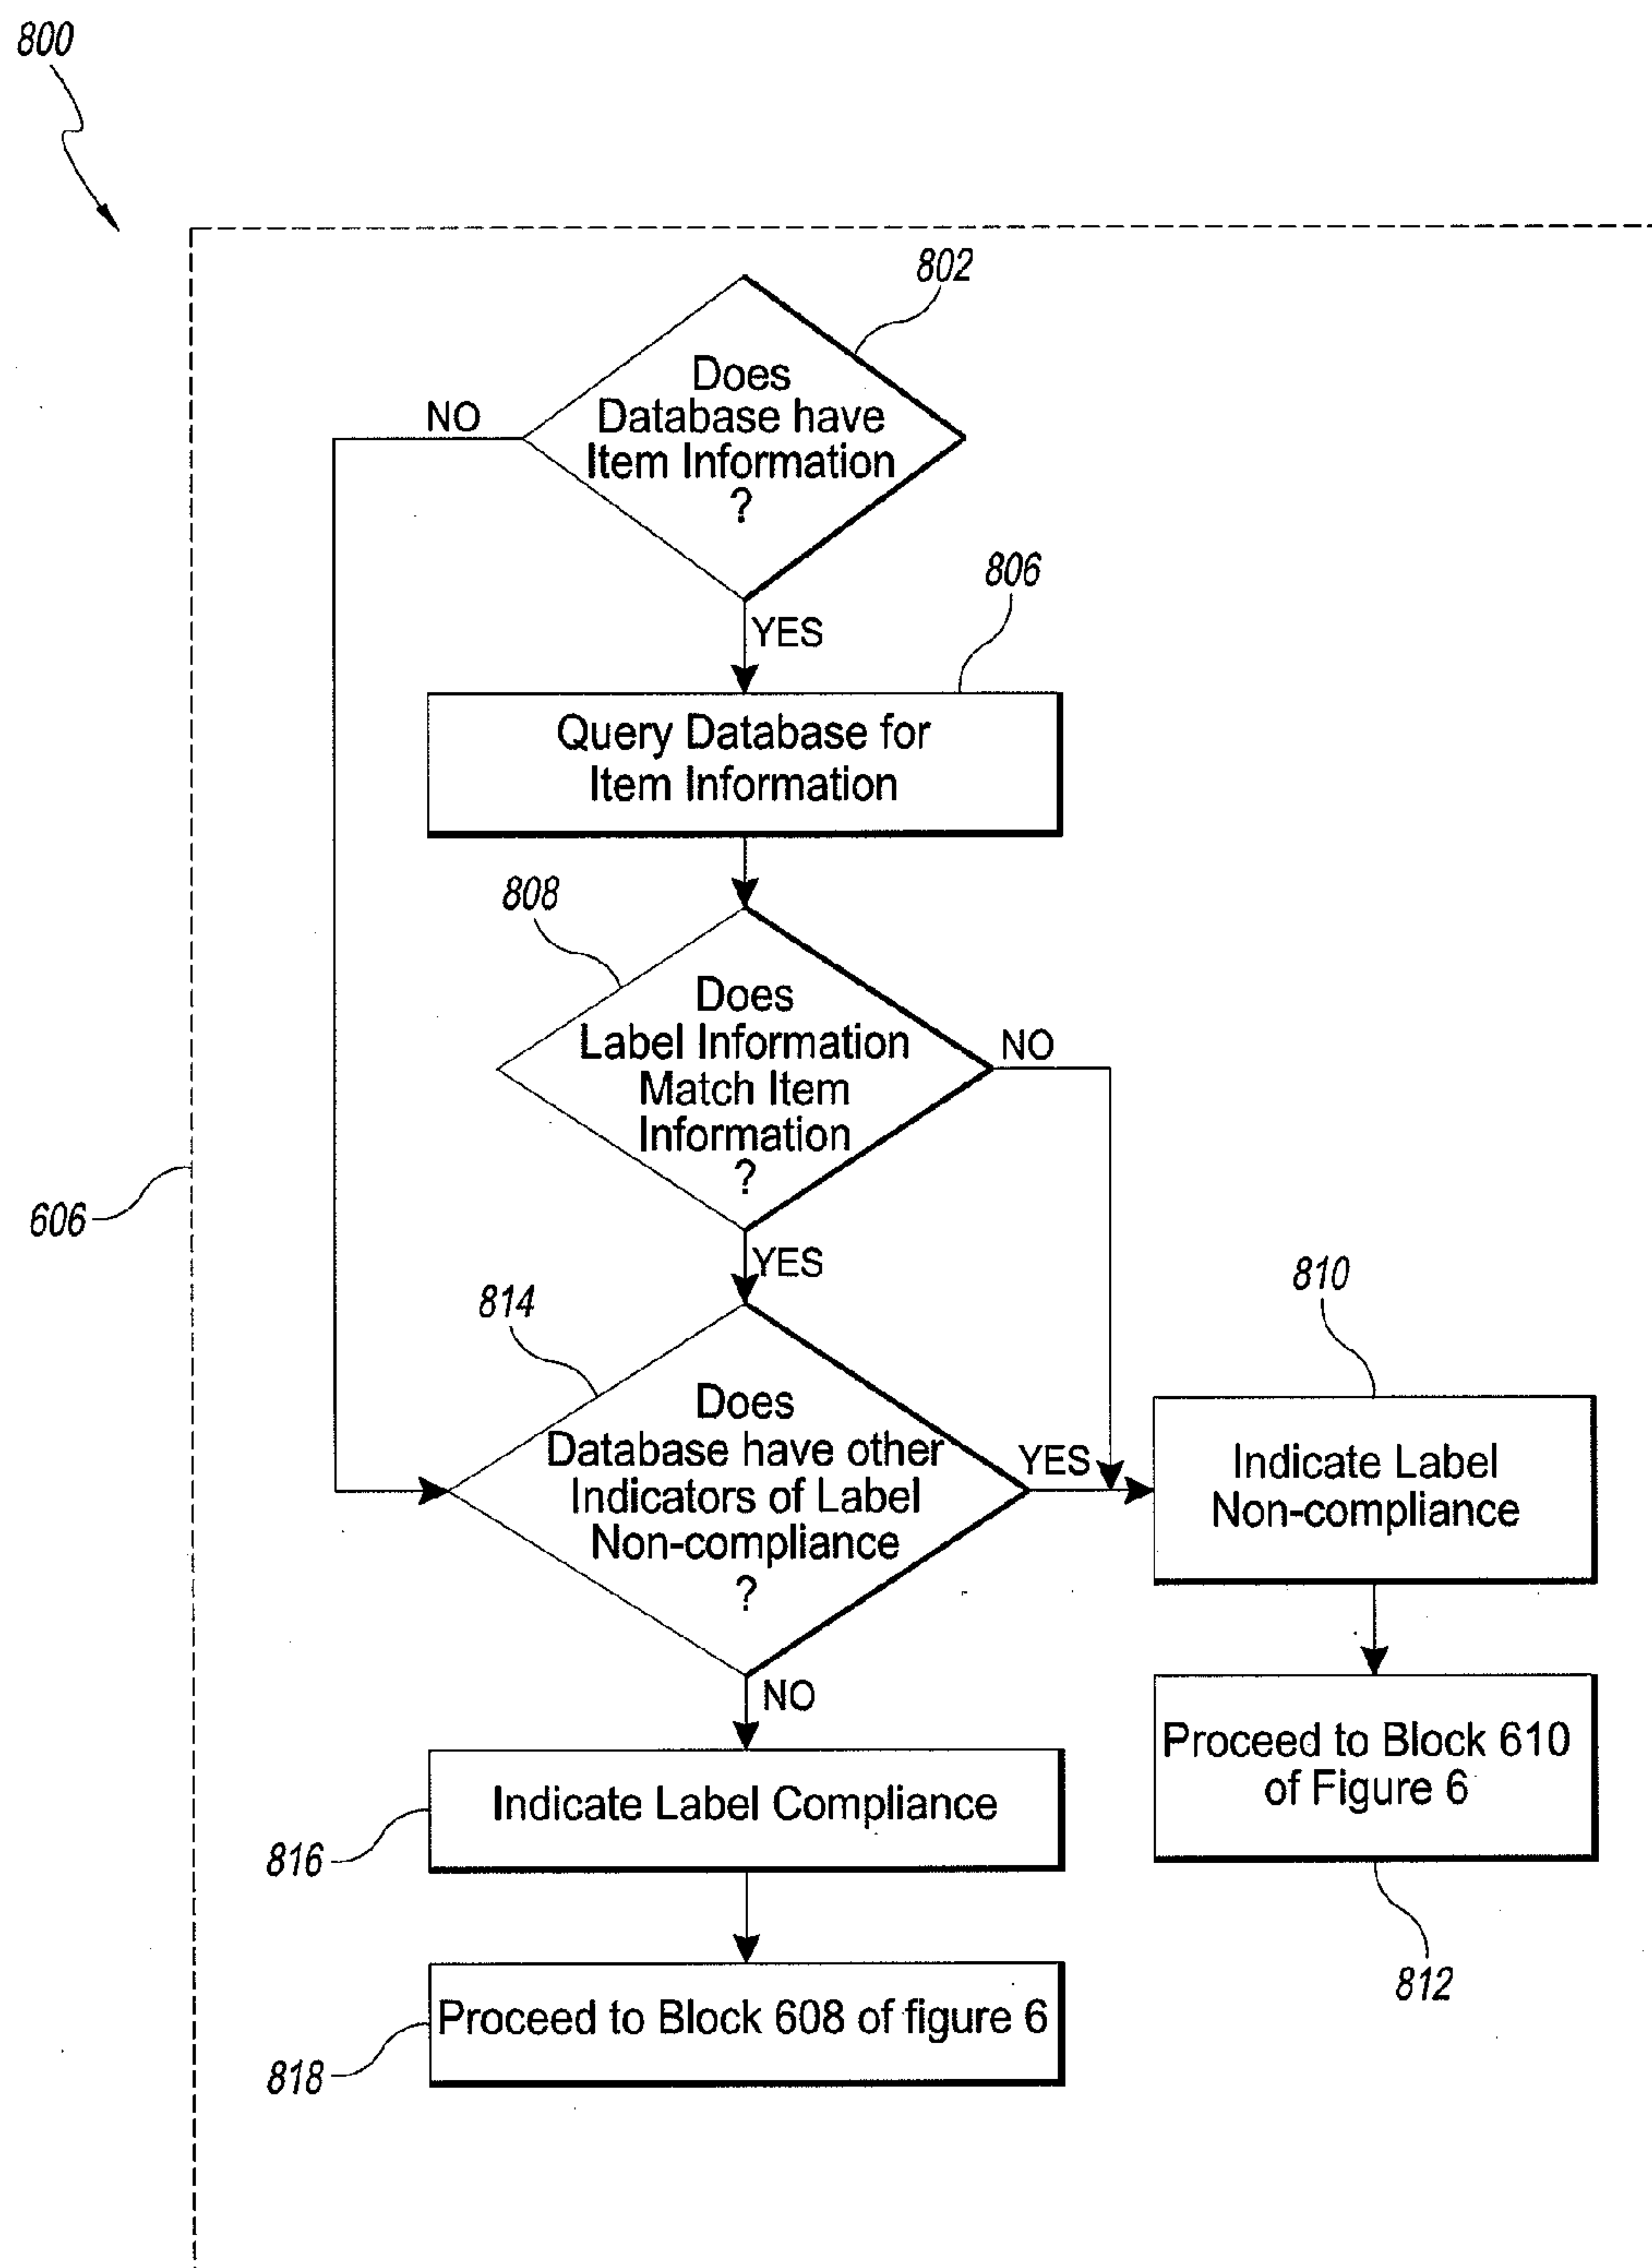 800
802
Does
Database have
Item Information
?
NO
YES
806
Query Database for
Item Information
808
Does
Label Information
Match Item
Information
?
NO
YES
606
814
Does
Database have other
Indicators of Label
Non-compliance
?
YES
NO
810
Indicate Label
Non-compliance
Proceed to Block 610
of Figure 6
812
Indicate Label Compliance
816
Proceed to Block 608 of figure 6
818